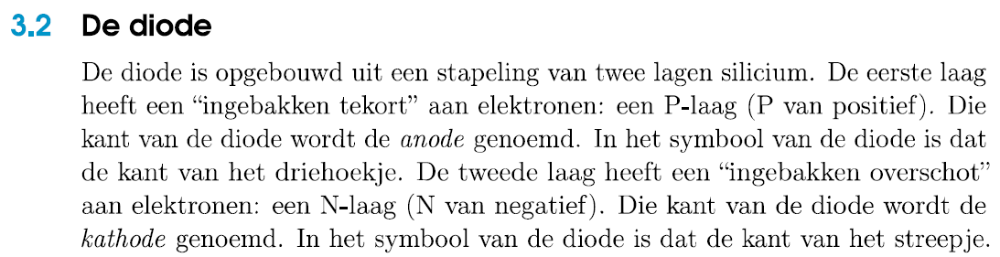 3.2 De diode
De diode is opgebouwd uit een stapeling van twee lagen silicium. De eerste laag
heeft een “ingebakken tekort” aan elektronen: een P-laag (P van positief). Die
kant van de diode wordt de anode genoemd. In het symbool van de diode is dat
de kant van het driehoekje. De tweede laag heeft een “ingebakken overschot”
aan elektronen: een N-laag (N van negatief). Die kant van de diode wordt de
kathode genoemd. In het symbool van de diode is dat de kant van het streepje.